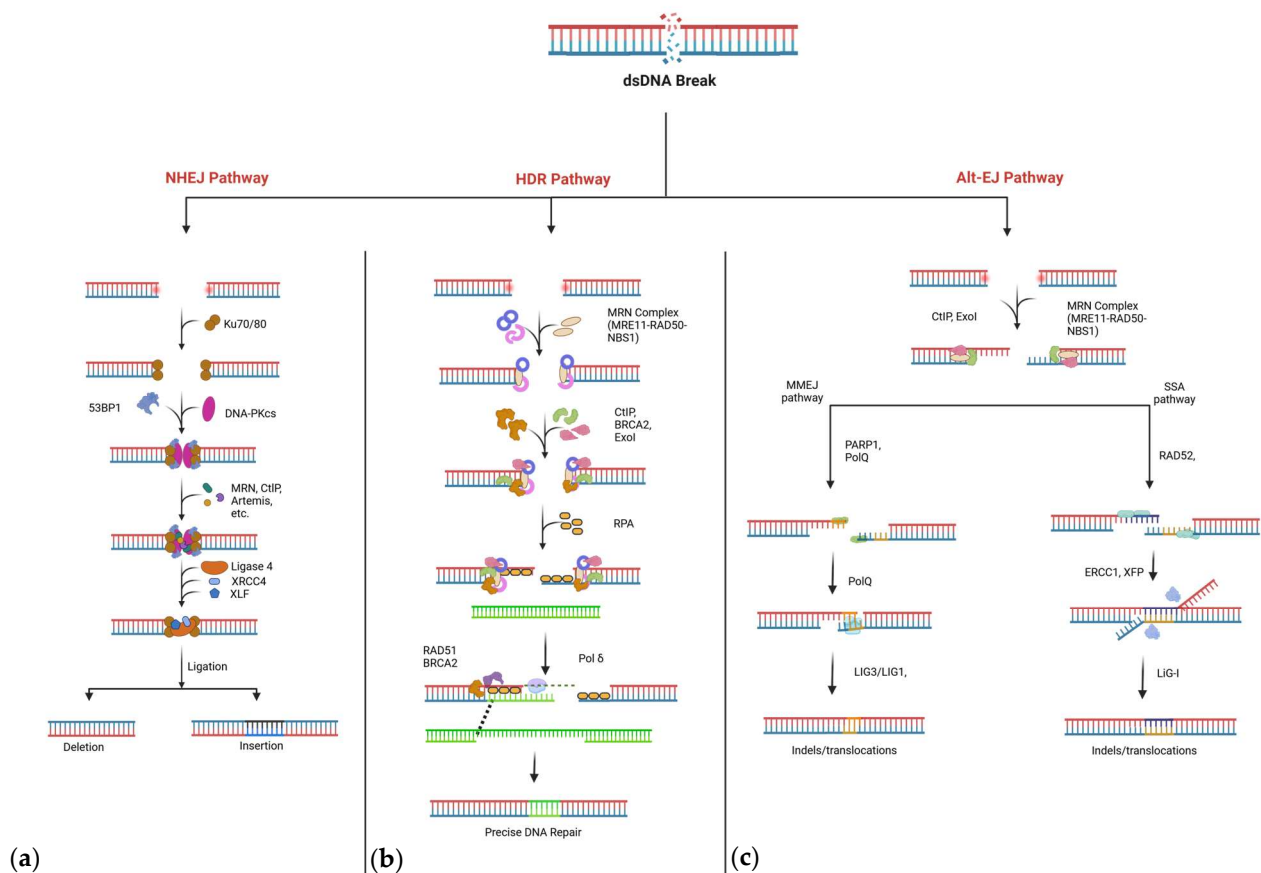 dsDNA Break
NHEJ Pathway
HDR Pathway
Alt-EJ Pathway
Ku70/80
53BP1
DNA-PKcs
MRN, CtIP,
Artemis,
etc.
Ligase 4
XRCC4
XLF
Ligation
Deletion
Insertion
(a)
MRN Complex
(MRE11-RAD50-
NBS1)
CtIP,
BRCA2,
ExoI
RPA
RAD51
BRCA2
Pol δ
Precise DNA Repair
(b)
CtIP, ExoI
MRN Complex
(MRE11-RAD50-
NBS1)
MMEJ
pathway
SSA
pathway
PARP1,
PolQ
RAD52,
PolQ
ERCC1, XFP
LIG3/LIG1,
LiG-I
Indels/translocations
Indels/translocations
(c)